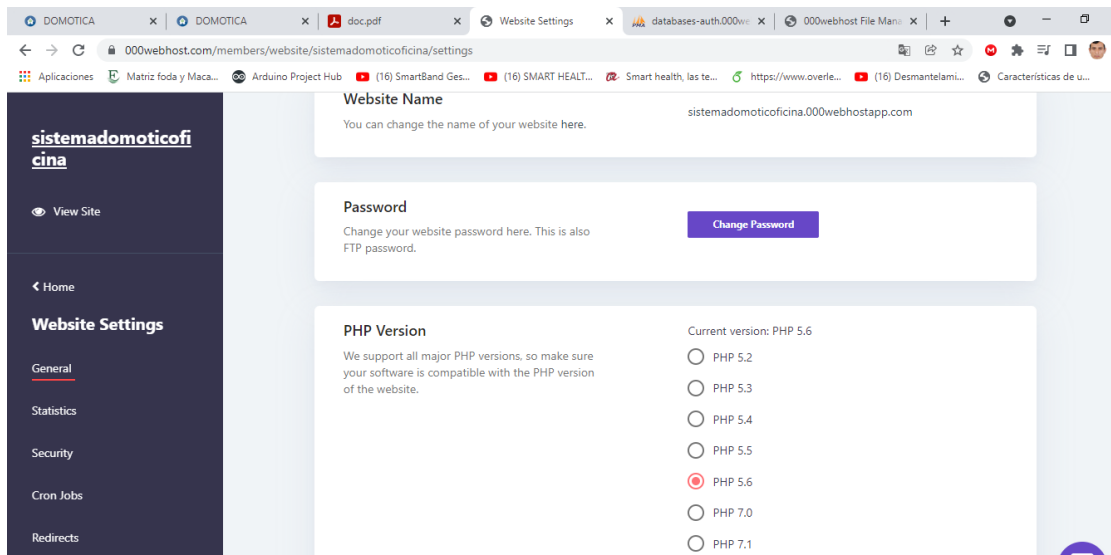 DOMOTICA
DOMOTICA
doc.pdf
Website Settings
databases-auth.000we
000webhost File Mana
000webhost.com/members/website/sistemadomoticoficina/settings
Aplicaciones
Matriz foda y Maca...
Arduino Project Hub
(16) SmartBand Ges...
(16) SMART HEALT...
Smart health, las te...
https://www.overle...
(16) Desmantelami...
Características de u...
sistemadomoticofi
cina
View Site
Home
Website Settings
General
Statistics
Security
Cron Jobs
Redirects
Website Name
You can change the name of your website here.
sistemadomoticoficina.000webhostapp.com
Password
Change your website password here. This is also
FTP password.
Change Password
PHP Version
We support all major PHP versions, so make sure
your software is compatible with the PHP version
of the website.
Current version: PHP 5.6
PHP 5.2
PHP 5.3
PHP 5.4
PHP 5.5
PHP 5.6
PHP 7.0
PHP 7.1